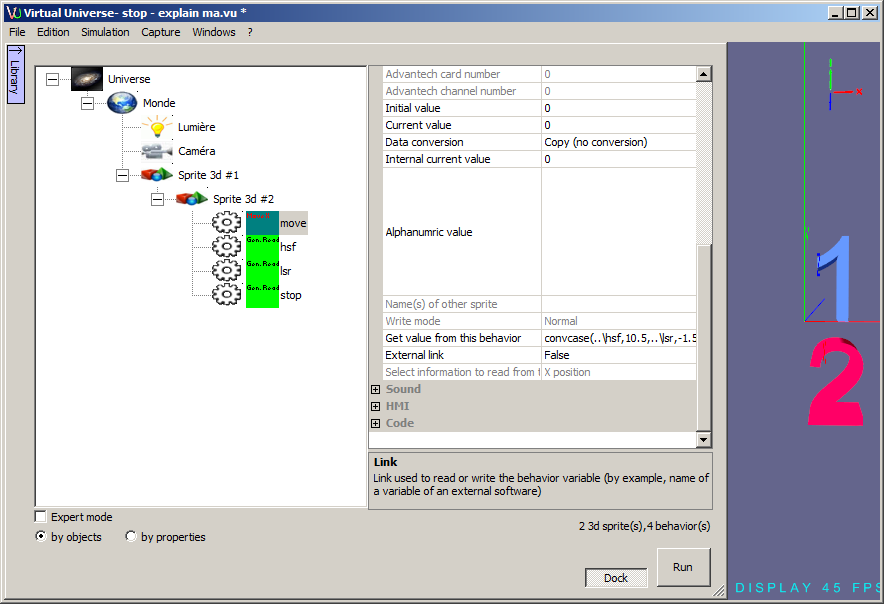 Virtual Universe- stop - explain ma.vu *
File Edition Simulation Capture Windows ?
Library
Universe
Monde
Lumière
Caméra
Sprite 3d #1
Sprite 3d #2
move
Gen.Read hsf
Gen.Read lsr
Gen.Read stop
Advantech card number 0
Advantech channel number 0
Initial value 0
Current value 0
Data conversion Copy (no conversion)
Internal current value 0
Alphanumric value
Name(s) of other sprite
Write mode Normal
Get value from this behavior convcase(..\hsf,10.5,..\lsr,-1.5
External link False
Select information to read from t X position
Sound
HMI
Code
Link
Link used to read or write the behavior variable (by example, name of
a variable of an external software)
Expert mode
by objects by properties
2 3d sprite(s),4 behavior(s)
Dock Run
x
1
2
DISPLAY 45 FPS